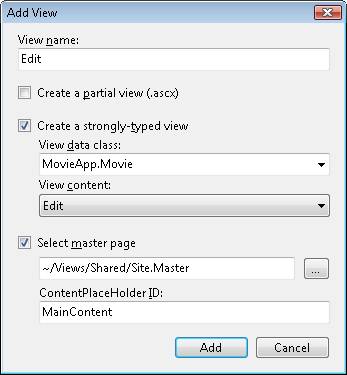 Add View
View name:
Edit
Create a partial view (.ascx)
Create a strongly-typed view
View data class:
MovieApp.Movie
View content:
Edit
Select master page
~/Views/Shared/Site.Master
...
ContentPlaceHolder ID:
MainContent
Add Cancel